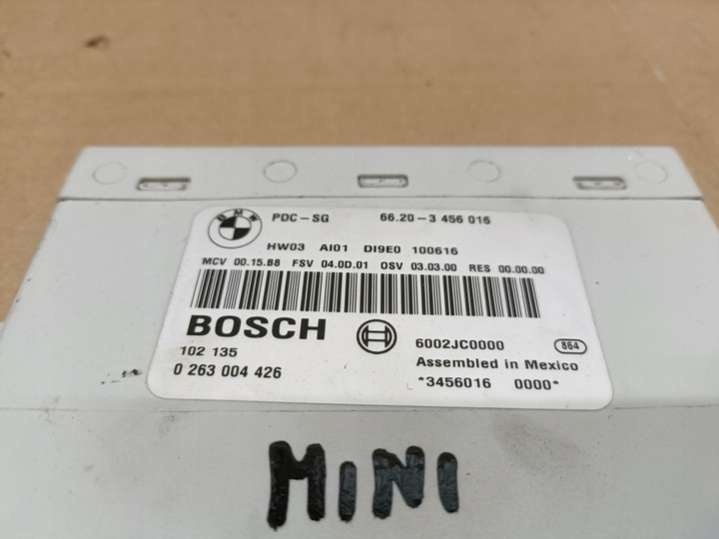 BMW
PDC-SG 66.20-3 456 016
HW03 AI01 DI9E0 100616
MCV 00.15.B8 FSV 04.0D.01 OSV 03.03.00 RES 00.00.00
BOSCH
6002JC0000 864
102 135 Assembled in Mexico
0 263 004 426 *3456016 0000*
MINI